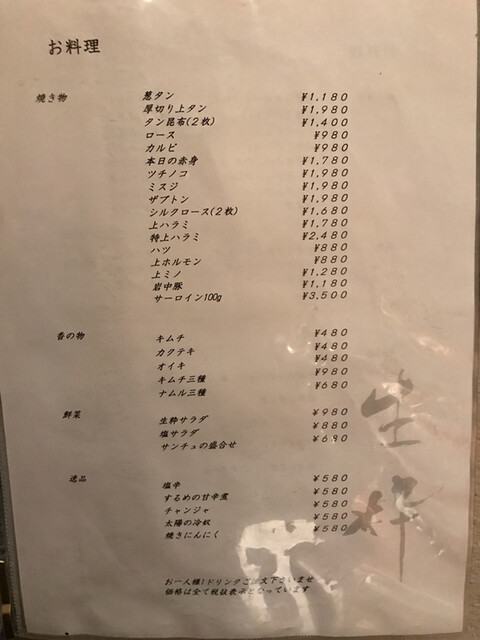 お料理
焼き物 葱タン ¥1,180
厚切り上タン ¥1,980
タン昆布(2枚) ¥1,400
ロース ¥980
カルビ ¥980
本日の赤身 ¥1,780
ツチノコ ¥1,980
ミスジ ¥1,980
ザブトン ¥1,980
シルクロース(2枚) ¥1,680
上ハラミ ¥1,780
特上ハラミ ¥2,480
ハツ ¥880
上ホルモン ¥880
上ミノ ¥1,280
岩中豚 ¥1,180
サーロイン100g ¥3,500
香の物 キムチ ¥480
カクテキ ¥480
オイキ ¥480
キムチ三種 ¥980
ナムル三種 ¥680
鮮菜 生粋サラダ ¥980
塩サラダ ¥880
サンチュの盛合せ ¥680
逸品 塩辛 ¥580
するめの甘辛煮 ¥580
チャンジャ ¥580
太陽の冷奴 ¥580
焼きにんにく ¥580
生粋
お一人様1ドリンクご注文下さいませ
価格は全て税抜表示となっています